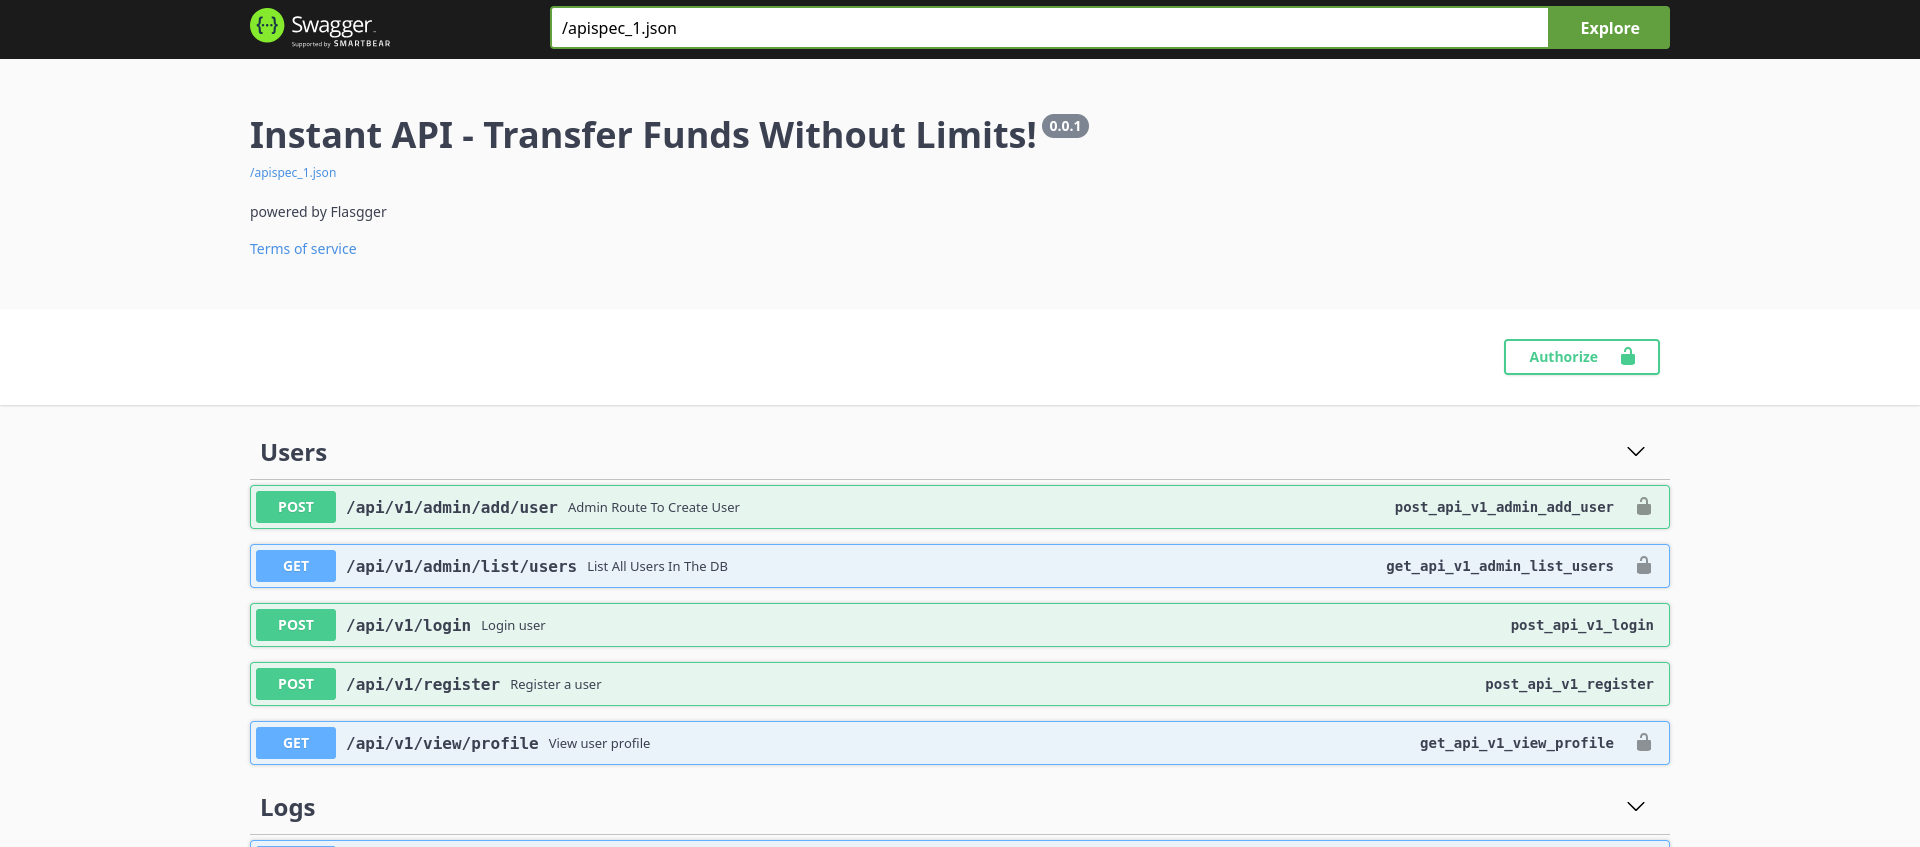 Swagger
Supported by SMARTBEAR
/apispec_1.json
Explore
Instant API - Transfer Funds Without Limits! 0.0.1
/apispec_1.json
powered by Flasgger
Terms of service
Authorize
Users
POST /api/v1/admin/add/user Admin Route To Create User post_api_v1_admin_add_user
GET /api/v1/admin/list/users List All Users In The DB get_api_v1_admin_list_users
POST /api/v1/login Login user post_api_v1_login
POST /api/v1/register Register a user post_api_v1_register
GET /api/v1/view/profile View user profile get_api_v1_view_profile
Logs